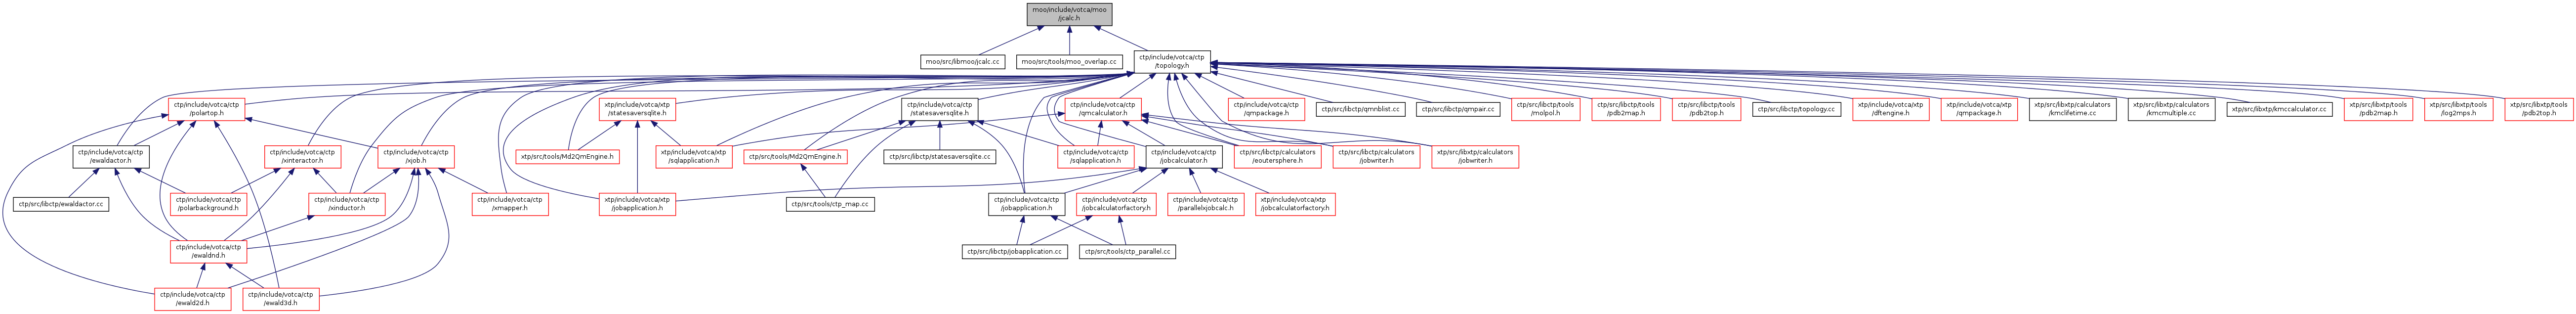 moo/include/votca/moo
/jcalc.h
moo/src/libmoo/jcalc.cc
moo/src/tools/moo_overlap.cc
ctp/include/votca/ctp
/topology.h
ctp/include/votca/ctp
/polartop.h
xtp/include/votca/xtp
/statesaversqlite.h
ctp/include/votca/ctp
/statesaversqlite.h
ctp/include/votca/ctp
/qmcalculator.h
ctp/include/votca/ctp
/qmpackage.h
ctp/src/libctp/qmnblist.cc
ctp/src/libctp/qmpair.cc
ctp/src/libctp/tools
/molpol.h
ctp/src/libctp/tools
/pdb2map.h
ctp/src/libctp/tools
/pdb2top.h
ctp/src/libctp/topology.cc
xtp/include/votca/xtp
/dftengine.h
xtp/include/votca/xtp
/qmpackage.h
xtp/src/libxtp/calculators
/kmclifetime.cc
xtp/src/libxtp/calculators
/kmcmultiple.cc
xtp/src/libxtp/kmccalculator.cc
xtp/src/libxtp/tools
/pdb2map.h
xtp/src/libxtp/tools
/log2mps.h
xtp/src/libxtp/tools
/pdb2top.h
ctp/include/votca/ctp
/ewaldactor.h
ctp/include/votca/ctp
/xinteractor.h
ctp/include/votca/ctp
/xjob.h
xtp/src/tools/Md2QmEngine.h
xtp/include/votca/xtp
/sqlapplication.h
ctp/src/tools/Md2QmEngine.h
ctp/src/libctp/statesaversqlite.cc
ctp/include/votca/ctp
/sqlapplication.h
ctp/include/votca/ctp
/jobcalculator.h
ctp/src/libctp/calculators
/eoutersphere.h
ctp/src/libctp/calculators
/jobwriter.h
xtp/src/libxtp/calculators
/jobwriter.h
ctp/src/libctp/ewaldactor.cc
ctp/include/votca/ctp
/polarbackground.h
ctp/include/votca/ctp
/xinductor.h
ctp/include/votca/ctp
/xmapper.h
xtp/include/votca/xtp
/jobapplication.h
ctp/src/tools/ctp_map.cc
ctp/include/votca/ctp
/jobapplication.h
ctp/include/votca/ctp
/jobcalculatorfactory.h
ctp/include/votca/ctp
/parallelxjobcalc.h
xtp/include/votca/xtp
/jobcalculatorfactory.h
ctp/include/votca/ctp
/ewaldnd.h
ctp/src/libctp/jobapplication.cc
ctp/src/tools/ctp_parallel.cc
ctp/include/votca/ctp
/ewald2d.h
ctp/include/votca/ctp
/ewald3d.h